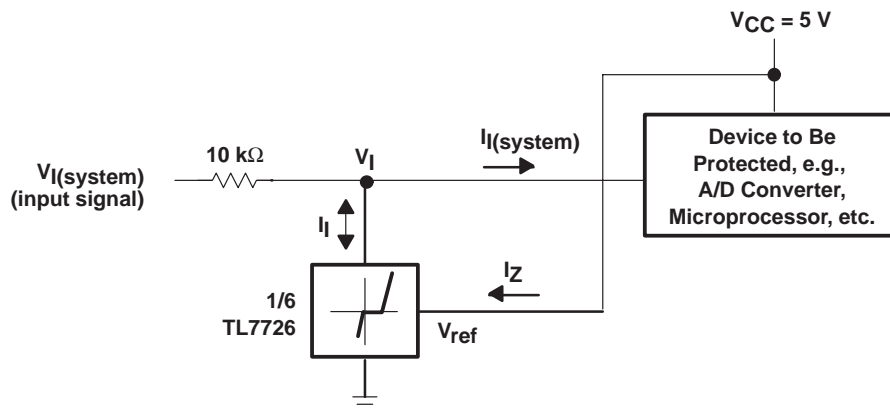 VCC = 5 V
10 kΩ
VI
II(system)
VI(system)
(input signal)
II
Device to Be
Protected, e.g.,
A/D Converter,
Microprocessor, etc.
1/6
TL7726
IZ
Vref